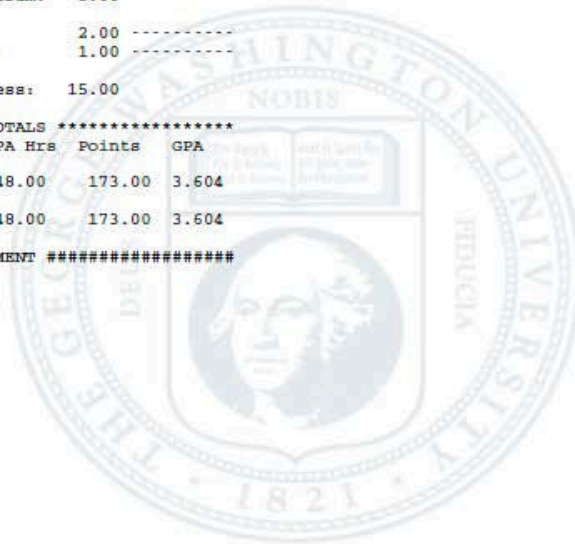 2.00 ----------
1.00 ----------
ess: 15.00
OTALS *****************
PA Hrs Points GPA
48.00 173.00 3.604
48.00 173.00 3.604
MENT ##################
THE GEORGE WASHINGTON UNIVERSITY
DEUS
NOBIS
FIDUCIA
1821